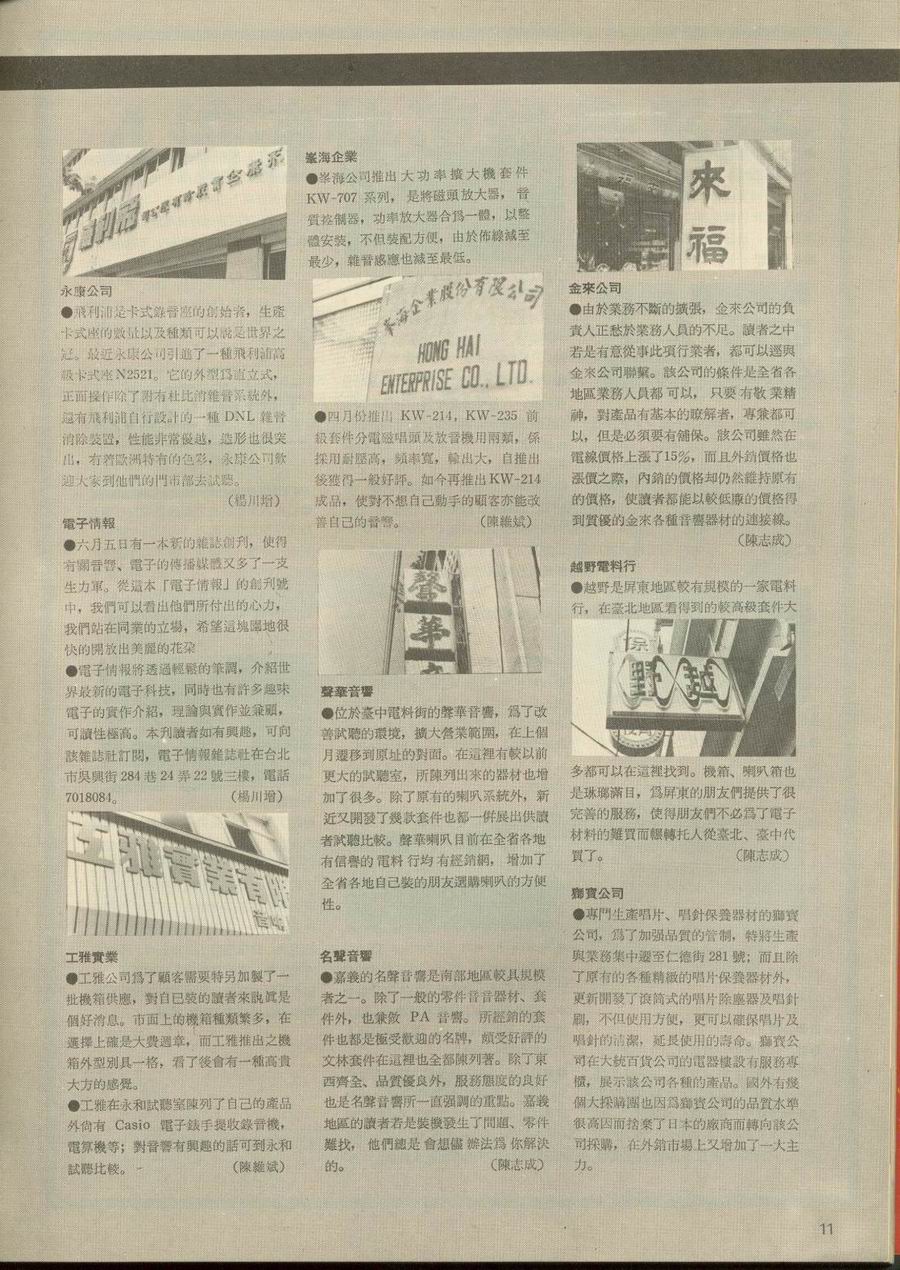 永康公司
●飛利浦是卡式錄音座的創始者，生產
卡式座的數量以及種類可以說是世界之
冠。最近永康公司引進了一種飛利浦高
級卡式座N2521。它的外型爲直立式，
正面操作除了附有杜比消雜音系統外，
還有飛利浦自行設計的一種 DNL 雜音
消除裝置，性能非常優越，造形也很突
出，有着歐洲特有的色彩，永康公司歡
迎大家到他們的門市部去試聽。
（楊川增）
電子情報
●六月五日有一本新的雜誌創刊，使得
有關音響、電子的傳播媒體又多了一支
生力軍。從這本「電子情報」的創刊號
中，我們可以看出他們所付出的心力，
我們站在同業的立場，希望這塊園地很
快的開放出美麗的花朶
●電子情報將透過輕鬆的筆調，介紹世
界最新的電子科技，同時也有許多趣味
電子的實作介紹，理論與實作並兼顧，
可讀性極高。本刋讀者如有興趣，可向
該雜誌社訂閱，電子情報雜誌社在台北
市吳興街 284 巷 24 弄 22 號三樓，電話
7018084。（楊川增）
工雅實業有限
工雅實業
●工雅公司爲了顧客需要特另加製了一
批機箱供應，對自己裝的讀者來說眞是
個好消息。市面上的機箱種類繁多，在
選擇上確是大費週章，而工雅推出之機
箱外型別具一格，看了後會有一種高貴
大方的感覺。
●工雅在永和試聽室陳列了自己的產品
外尙有 Casio 電子錶手提收錄音機，
電算機等；對音響有興趣的話可到永和
試聽比較。（陳維斌）
峯海企業
●峯海公司推出大功率擴大機套件
KW-707 系列，是將磁頭放大器，音
質控制器，功率放大器合爲一體，以整
體安裝，不但裝配方便，由於佈線減至
最少，雜音感應也減至最低。
峯海企業股份有限公司
HONG HAI
ENTERPRISE CO., LTD.
●四月份推出 KW-214, KW-235 前
級套件分電磁唱頭及放音機用兩類，係
採用耐壓高，頻率寬，輸出大，自推出
後獲得一般好評。如今再推出KW-214
成品，使對不想自己動手的顧客亦能改
善自己的音響。（陳維斌）
聲華
聲華音響
●位於臺中電料街的聲華音響，爲了改
善試聽的環境，擴大營業範圍，在上個
月遷移到原址的對面。在這裡有較以前
更大的試聽室，所陳列出來的器材也增
加了很多。除了原有的喇叭系統外，新
近又開發了幾款套件也都一倂展出供讀
者試聽比較。聲華喇叭目前在全省各地
有信譽的電料行均有經銷網，增加了
全省各地自己裝的朋友選購喇叭的方便
性。
名聲音響
●嘉義的名聲音響是南部地區較具規模
者之一。除了一般的零件音音器材、套
件外，也兼敘 PA 音響。所經銷的套
件也都是極受歡迎的名牌，頗受好評的
文林套件在這裡也全部陳列著。除了東
西齊全、品質優良外，服務態度的良好
也是名聲音響所一直强調的重點。嘉義
地區的讀者若是裝機發生了問題、零件
難找，他們總是會想儘辦法爲你解決
的。（陳志成）
來福
金來公司
●由於業務不斷的擴張，金來公司的負
責人正愁於業務人員的不足。讀者之中
若是有意從事此項行業者，都可以逕與
金來公司聯繫。該公司的條件是全省各
地區業務人員都可以，只要有敬業精
神，對產品有基本的瞭解者，專兼都可
以，但是必須要有舖保。該公司雖然在
電線價格上漲了15%，而且外銷價格也
漲價之際，內銷的價格却仍然維持原有
的價格，使讀者都能以較低廉的價格得
到質優的金來各種音響器材的連接線。
（陳志成）
越野電料行
●越野是屏東地區較有規模的一家電料
行，在臺北地區看得到的較高級套件大
野越
多都可以在這裡找到。機箱、喇叭箱也
是琳瑯滿目，爲屏東的朋友們提供了很
完善的服務，使得朋友們不必爲了電子
材料的難買而輾轉托人從臺北、臺中代
買了。（陳志成）
獅寶公司
●專門生產唱片、唱針保養器材的獅寶
公司，爲了加强品質的管制，特將生產
與業務集中遷至仁德街 281 號；而且除
了原有的各種精緻的唱片保養器材外，
更新開發了滾筒式的唱片除塵器及唱針
刷，不但使用方便，更可以確保唱片及
唱針的清潔，延長使用的壽命。獅寶公
司在大統百貨公司的電器樓設有服務專
櫃，展示該公司各種的產品。國外有幾
個大採購團也因爲獅寶公司的品質水準
很高因而捨棄了日本的廠商而轉向該公
司採購，在外銷市場上又增加了一大主
力。
11